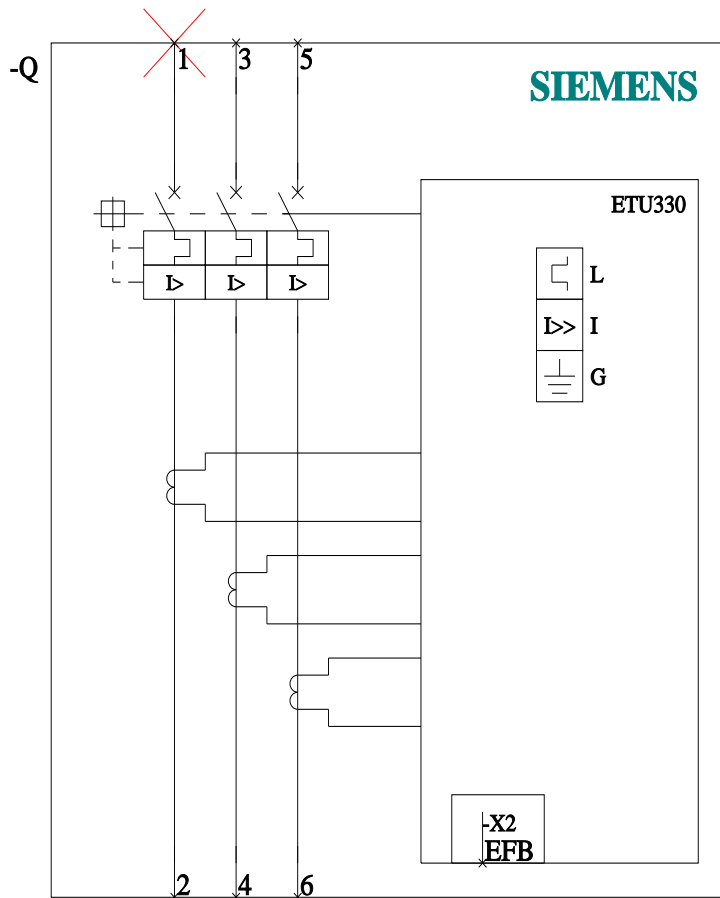 1 3 5
-Q
SIEMENS
ETU330
L
I> I> I>
I>> I
G
-X2
EFB
2 4 6